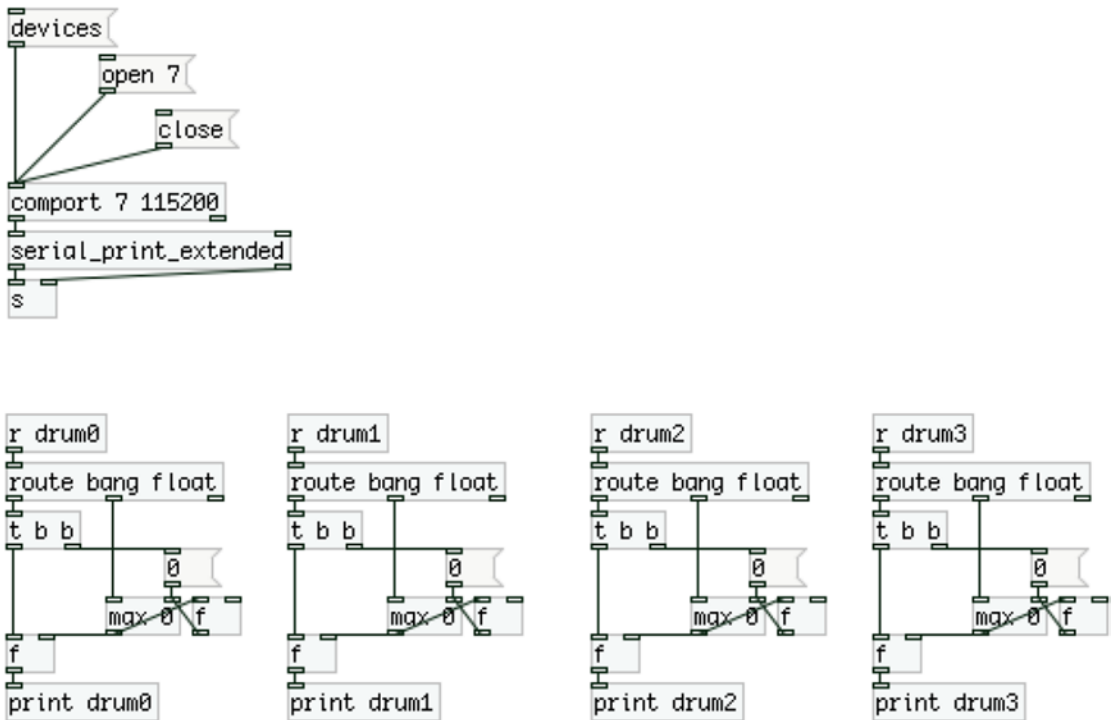 devices
open 7
close
comport 7 115200
serial_print_extended
s
r drum0
r drum1
r drum2
r drum3
route bang float
route bang float
route bang float
route bang float
t b b
t b b
t b b
t b b
0
0
0
0
max 0
f
max 0
f
max 0
f
max 0
f
f
f
f
f
print drum0
print drum1
print drum2
print drum3